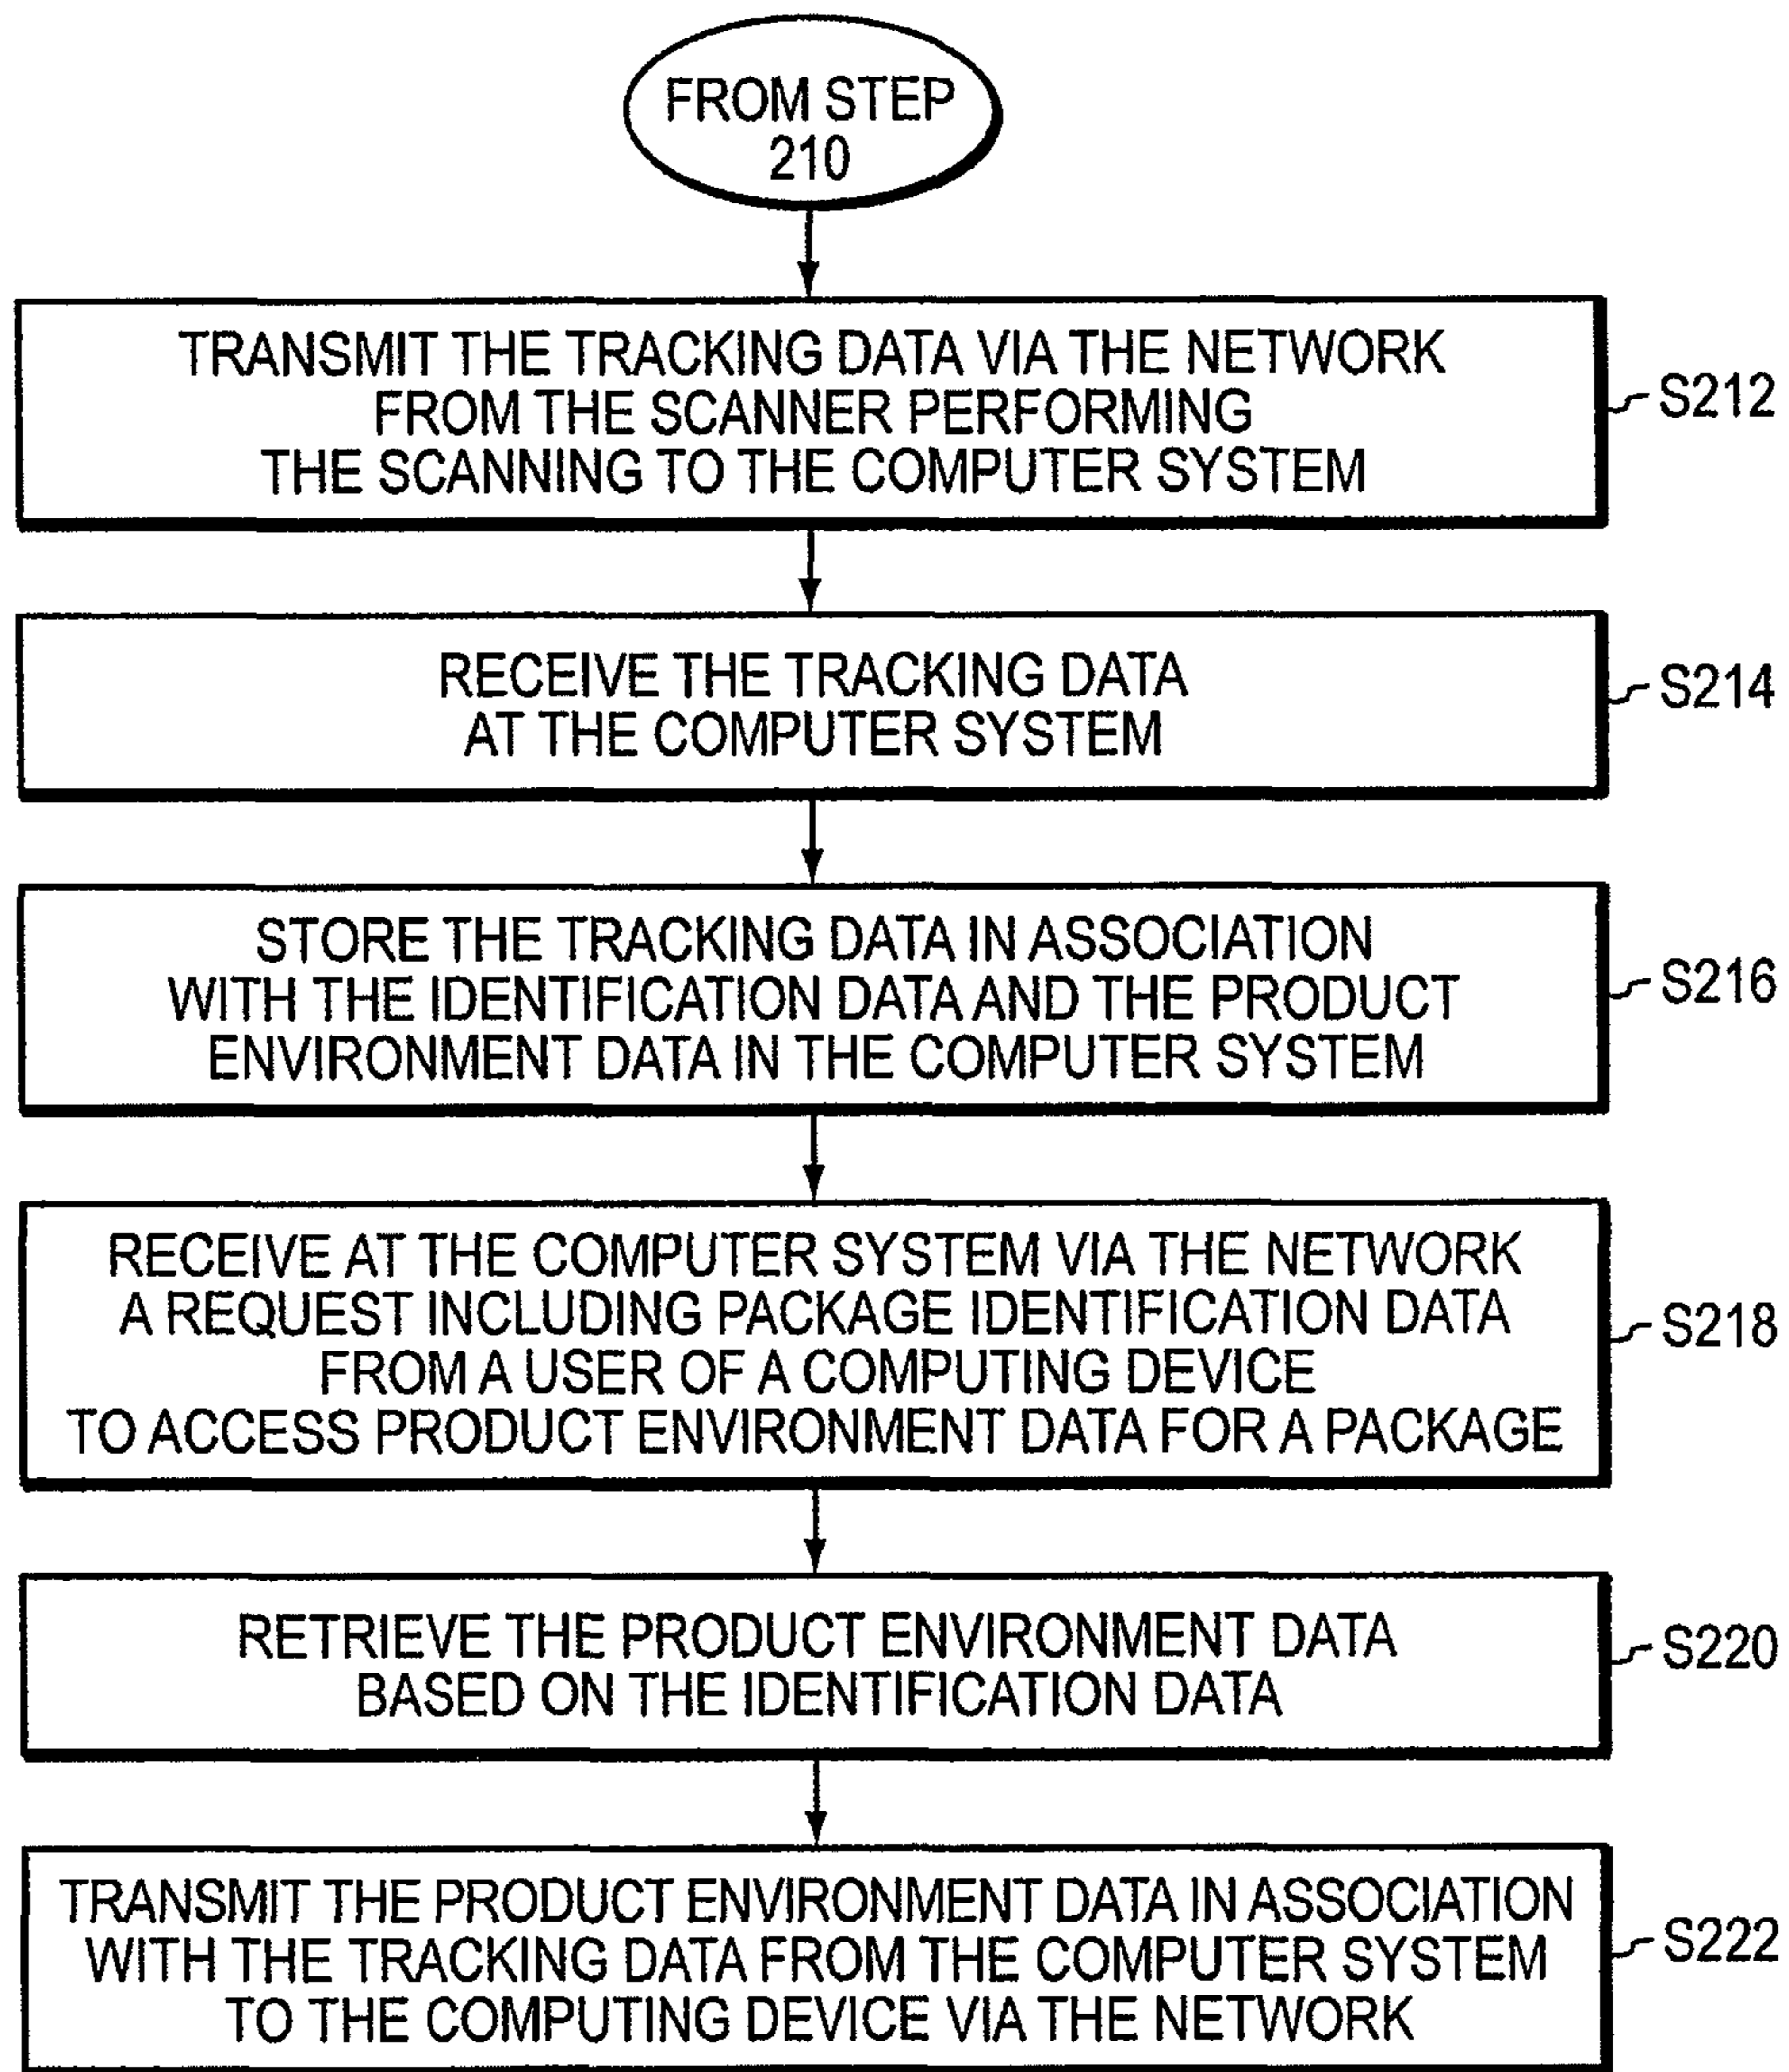 FROM STEP
210
TRANSMIT THE TRACKING DATA VIA THE NETWORK
FROM THE SCANNER PERFORMING
THE SCANNING TO THE COMPUTER SYSTEM
S212
RECEIVE THE TRACKING DATA
AT THE COMPUTER SYSTEM
S214
STORE THE TRACKING DATA IN ASSOCIATION
WITH THE IDENTIFICATION DATA AND THE PRODUCT
ENVIRONMENT DATA IN THE COMPUTER SYSTEM
S216
RECEIVE AT THE COMPUTER SYSTEM VIA THE NETWORK
A REQUEST INCLUDING PACKAGE IDENTIFICATION DATA
FROM A USER OF A COMPUTING DEVICE
TO ACCESS PRODUCT ENVIRONMENT DATA FOR A PACKAGE
S218
RETRIEVE THE PRODUCT ENVIRONMENT DATA
BASED ON THE IDENTIFICATION DATA
S220
TRANSMIT THE PRODUCT ENVIRONMENT DATA IN ASSOCIATION
WITH THE TRACKING DATA FROM THE COMPUTER SYSTEM
TO THE COMPUTING DEVICE VIA THE NETWORK
S222